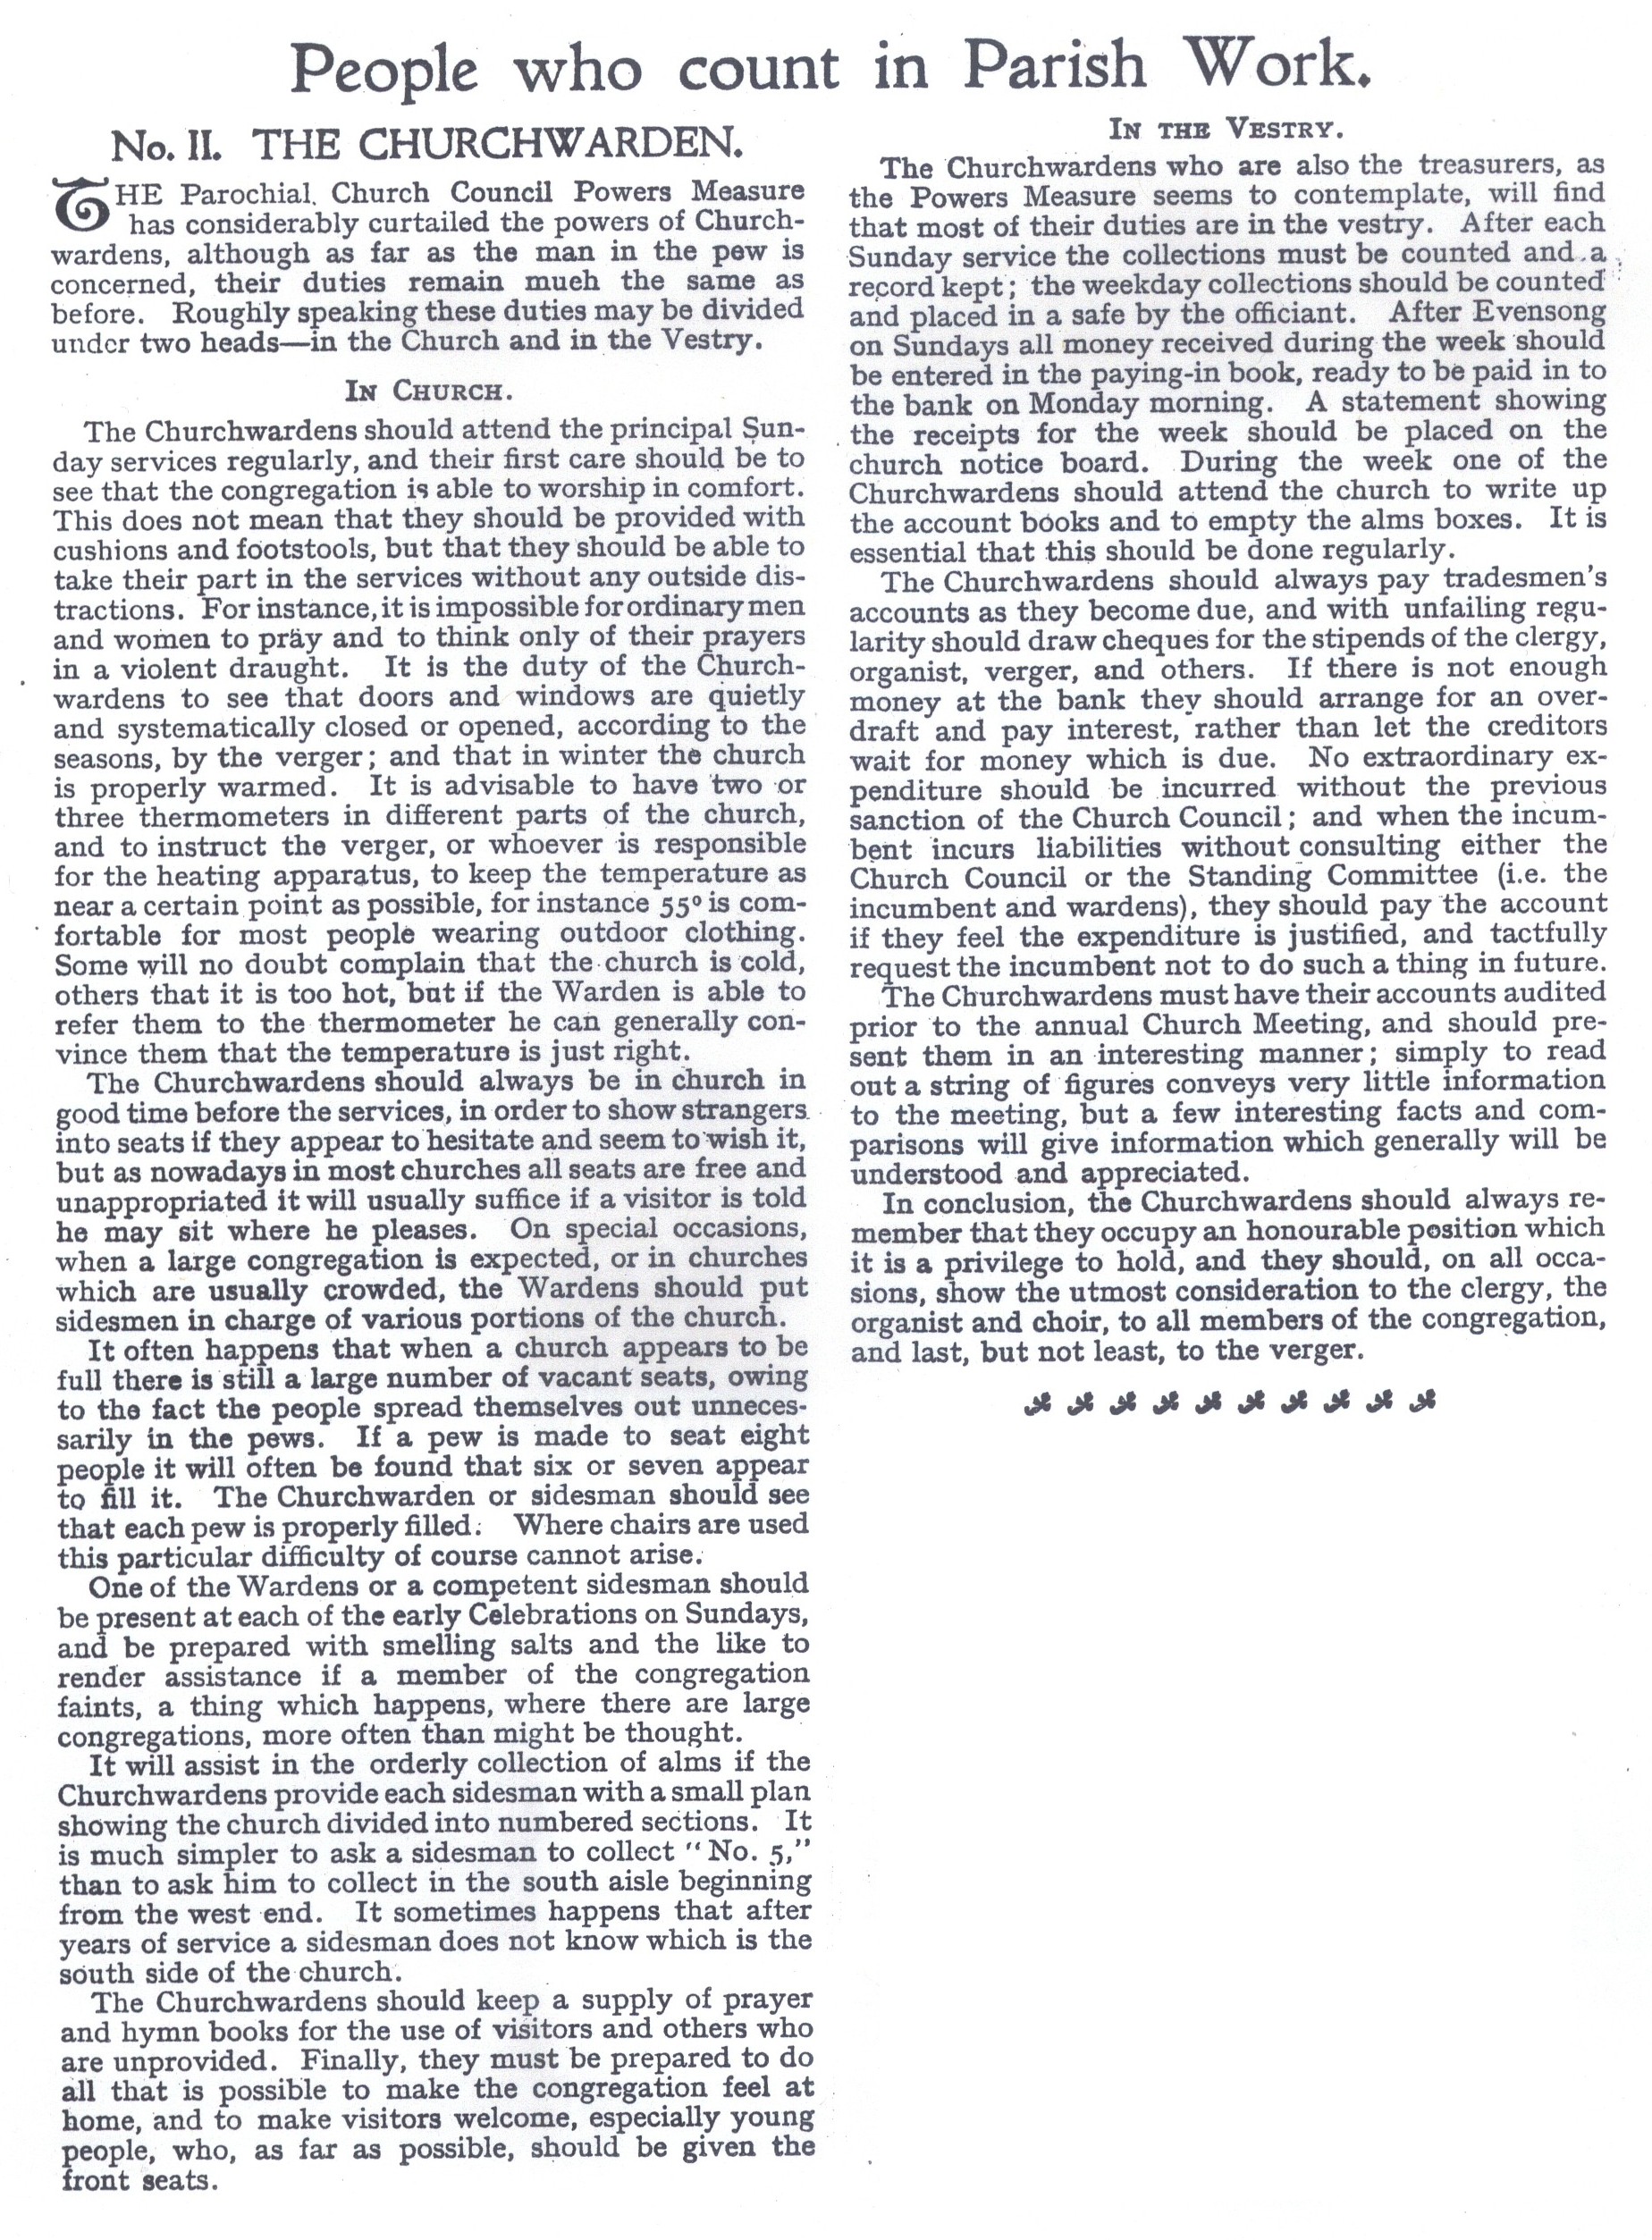 People who count in Parish Work.
No. II. THE CHURCHWARDEN.
THE Parochial Church Council Powers Measure
has considerably curtailed the powers of Church-
wardens, although as far as the man in the pew is
concerned, their duties remain mueh the same as
before. Roughly speaking these duties may be divided
under two heads—in the Church and in the Vestry.
IN CHURCH.
The Churchwardens should attend the principal Sun-
day services regularly, and their first care should be to
see that the congregation is able to worship in comfort.
This does not mean that they should be provided with
cushions and footstools, but that they should be able to
take their part in the services without any outside dis-
tractions. For instance, it is impossible for ordinary men
and women to pray and to think only of their prayers
in a violent draught. It is the duty of the Church-
wardens to see that doors and windows are quietly
and systematically closed or opened, according to the
seasons, by the verger; and that in winter the church
is properly warmed. It is advisable to have two or
three thermometers in different parts of the church,
and to instruct the verger, or whoever is responsible
for the heating apparatus, to keep the temperature as
near a certain point as possible, for instance 55° is com-
fortable for most people wearing outdoor clothing.
Some will no doubt complain that the church is cold,
others that it is too hot, but if the Warden is able to
refer them to the thermometer he can generally con-
vince them that the temperature is just right.
The Churchwardens should always be in church in
good time before the services, in order to show strangers
into seats if they appear to hesitate and seem to wish it,
but as nowadays in most churches all seats are free and
unappropriated it will usually suffice if a visitor is told
he may sit where he pleases. On special occasions,
when a large congregation is expected, or in churches
which are usually crowded, the Wardens should put
sidesmen in charge of various portions of the church.
It often happens that when a church appears to be
full there is still a large number of vacant seats, owing
to the fact the people spread themselves out unneces-
sarily in the pews. If a pew is made to seat eight
people it will often be found that six or seven appear
to fill it. The Churchwarden or sidesman should see
that each pew is properly filled. Where chairs are used
this particular difficulty of course cannot arise.
One of the Wardens or a competent sidesman should
be present at each of the early Celebrations on Sundays,
and be prepared with smelling salts and the like to
render assistance if a member of the congregation
faints, a thing which happens, where there are large
congregations, more often than might be thought.
It will assist in the orderly collection of alms if the
Churchwardens provide each sidesman with a small plan
showing the church divided into numbered sections. It
is much simpler to ask a sidesman to collect "No. 5,"
than to ask him to collect in the south aisle beginning
from the west end. It sometimes happens that after
years of service a sidesman does not know which is the
south side of the church.
The Churchwardens should keep a supply of prayer
and hymn books for the use of visitors and others who
are unprovided. Finally, they must be prepared to do
all that is possible to make the congregation feel at
home, and to make visitors welcome, especially young
people, who, as far as possible, should be given the
front seats.
IN THE VESTRY.
The Churchwardens who are also the treasurers, as
the Powers Measure seems to contemplate, will find
that most of their duties are in the vestry. After each
Sunday service the collections must be counted and a
record kept; the weekday collections should be counted
and placed in a safe by the officiant. After Evensong
on Sundays all money received during the week should
be entered in the paying-in book, ready to be paid in to
the bank on Monday morning. A statement showing
the receipts for the week should be placed on the
church notice board. During the week one of the
Churchwardens should attend the church to write up
the account books and to empty the alms boxes. It is
essential that this should be done regularly.
The Churchwardens should always pay tradesmen's
accounts as they become due, and with unfailing regu-
larity should draw cheques for the stipends of the clergy,
organist, verger, and others. If there is not enough
money at the bank they should arrange for an over-
draft and pay interest, rather than let the creditors
wait for money which is due. No extraordinary ex-
penditure should be incurred without the previous
sanction of the Church Council; and when the incum-
bent incurs liabilities without consulting either the
Church Council or the Standing Committee (i.e. the
incumbent and wardens), they should pay the account
if they feel the expenditure is justified, and tactfully
request the incumbent not to do such a thing in future.
The Churchwardens must have their accounts audited
prior to the annual Church Meeting, and should pre-
sent them in an interesting manner; simply to read
out a string of figures conveys very little information
to the meeting, but a few interesting facts and com-
parisons will give information which generally will be
understood and appreciated.
In conclusion, the Churchwardens should always re-
member that they occupy an honourable position which
it is a privilege to hold, and they should, on all occa-
sions, show the utmost consideration to the clergy, the
organist and choir, to all members of the congregation,
and last, but not least, to the verger.